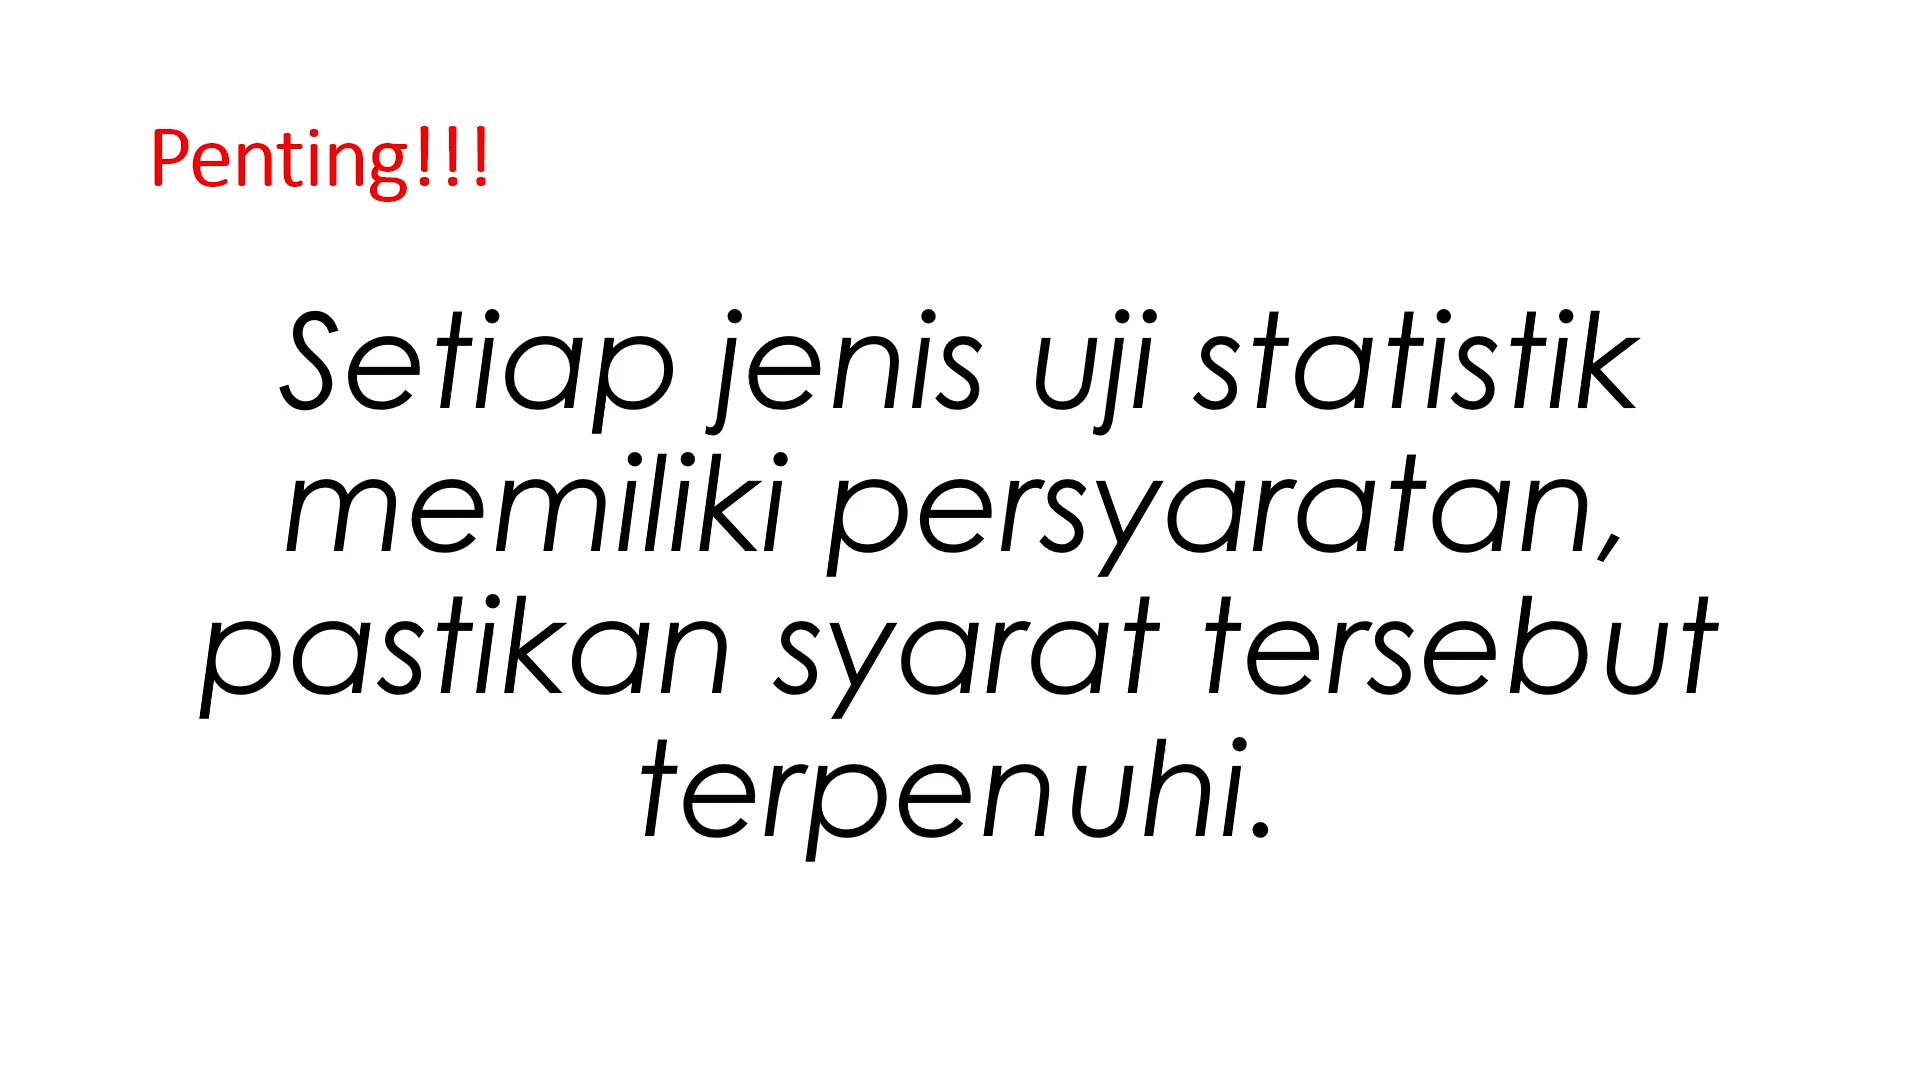 Penting!!!
Setiap jenis uji statistik
memiliki persyaratan,
pastikan syarat tersebut
terpenuhi.